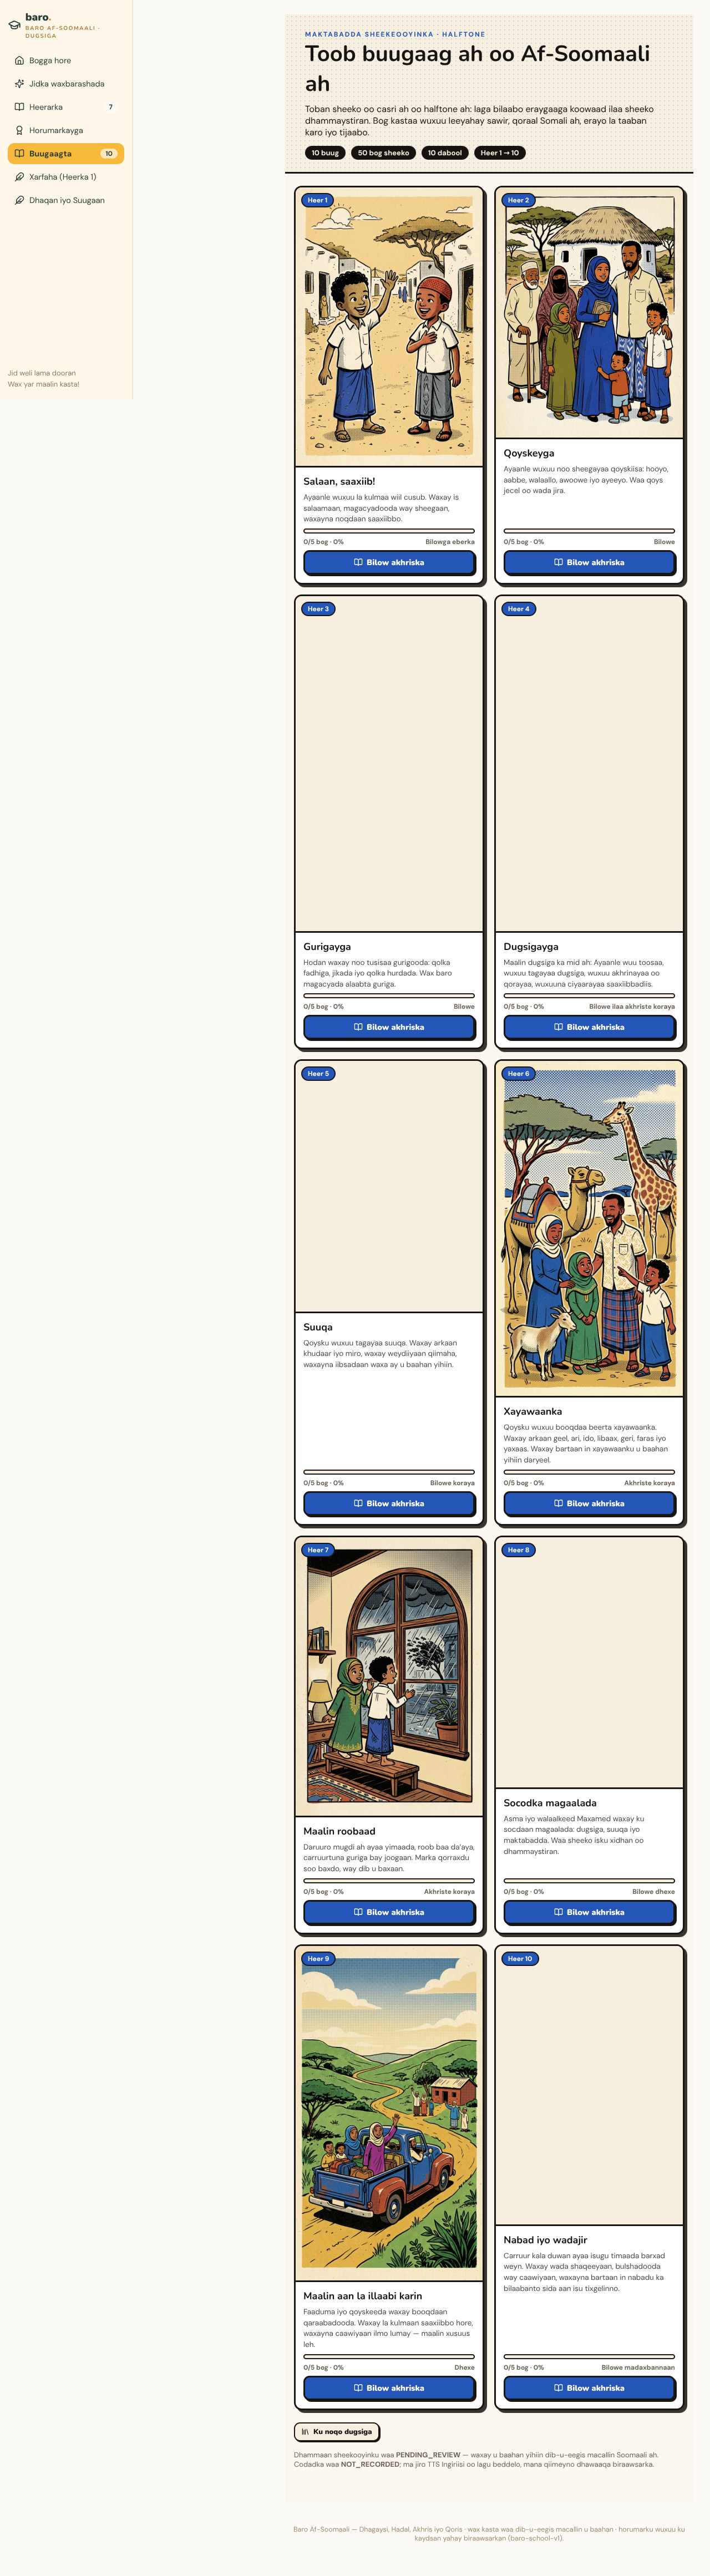 baro.
BARO AF-SOOMAALI ·
DUGSIGA
Bogga hore
Jidka waxbarashada
Heerarka 7
Horumarkayga
Buugaagta 10
Xarfaha (Heerka 1)
Dhaqan iyo Suugaan
Jid weli lama dooran
Wax yar maalin kasta!
MAKTABADDA SHEEKEOOYINKA · HALFTONE
Toob buugaag ah oo Af-Soomaali
ah
Toban sheeko oo casri ah oo halftone ah: laga bilaabo eraygaaga koowaad ilaa sheeko
dhammaystiran. Bog kastaa wuxuu leeyahay sawir, qoraal Somali ah, erayo la taaban
karo iyo tijaabo.
10 buug
50 bog sheeko
10 dabool
Heer 1 → 10
Heer 1
Salaan, saaxiib!
Ayaanle wuxuu la kulmaa wiil cusub. Waxay is
salaamaan, magacyadooda way sheegaan,
waxayna noqdaan saaxiibbo.
0/5 bog · 0% Bilowga eberka
Bilow akhriska
Heer 2
Qoyskeyga
Ayaanle wuxuu noo sheegayaa qoyskiisa: hooyo,
aabbe, walaallo, awoowe iyo ayeeyo. Waa qoys
jecel oo wada jira.
0/5 bog · 0% Bilowe
Bilow akhriska
Heer 3
Gurigayga
Hodan waxay noo tusisaa gurigooda: qolka
fadhiga, jikada iyo qolka hurdada. Wax baro
magacyada alaabta guriga.
0/5 bog · 0% Bilowe
Bilow akhriska
Heer 4
Dugsigayga
Maalin dugsiga ka mid ah: Ayaanle wuu toosaa,
wuxuu tagayaa dugsiga, wuxuu akhrinayaa oo
qorayaa, wuxuuna ciyaarayaa saaxiibbadiis.
0/5 bog · 0% Bilowe ilaa akhriste koraya
Bilow akhriska
Heer 5
Suuqa
Qoysku wuxuu tagayaa suuqa. Waxay arkaan
khudaar iyo miro, waxay weydiiyaan qiimaha,
waxayna iibsadaan waxa ay u baahan yihiin.
0/5 bog · 0% Bilowe koraya
Bilow akhriska
Heer 6
Xayawaanka
Qoysku wuxuu booqdaa beerta xayawaanka.
Waxay arkaan geel, ari, ido, libaax, geri, faras iyo
yaxaas. Waxay bartaan in xayawaanku u baahan
yihiin daryeel.
0/5 bog · 0% Akhriste koraya
Bilow akhriska
Heer 7
Maalin roobaad
Daruuro mugdi ah ayaa yimaada, roob baa da'aya,
carruurtuna guriga bay joogaan. Marka qorraxdu
soo baxdo, way dib u baxaan.
0/5 bog · 0% Akhriste koraya
Bilow akhriska
Heer 8
Socodka magaalada
Asma iyo walaalkeed Maxamed waxay ku
socdaan magaalada: dugsiga, suuqa iyo
maktabadda. Waa sheeko isku xidhan oo
dhammaystiran.
0/5 bog · 0% Bilowe dhexe
Bilow akhriska
Heer 9
Maalin aan la illaabi karin
Faaduma iyo qoyskeeda waxay booqdaan
qaraabadooda. Waxay la kulmaan saaxiibbo hore,
waxayna caawiyaan ilmo lumay — maalin xusuus
leh.
0/5 bog · 0% Dhexe
Bilow akhriska
Heer 10
Nabad iyo wadajir
Carruur kala duwan ayaa isugu timaada barxad
weyn. Waxay wada shaqeeyaan, bulshadooda
way caawiyaan, waxayna bartaan in nabadu ka
bilaabanto sida aan isu tixgelinno.
0/5 bog · 0% Bilowe madaxbannaan
Bilow akhriska
Ku noqo dugsiga
Dhammaan sheekooyinku waa PENDING_REVIEW — waxay u baahan yihiin dib-u-eegis macallin Soomaali ah.
Codadka waa NOT_RECORDED: ma jiro TTS Ingiriisi oo lagu beddelo, mana qiimeyno dhawaaqa biraawsarka.
Baro Af-Soomaali — Dhagaysi, Hadal, Akhris iyo Qoris · wax kasta waa dib-u-eegis macallin u baahan · horumarku wuxuu ku
kaydsan yahay biraawsarkan (baro-school-v1).